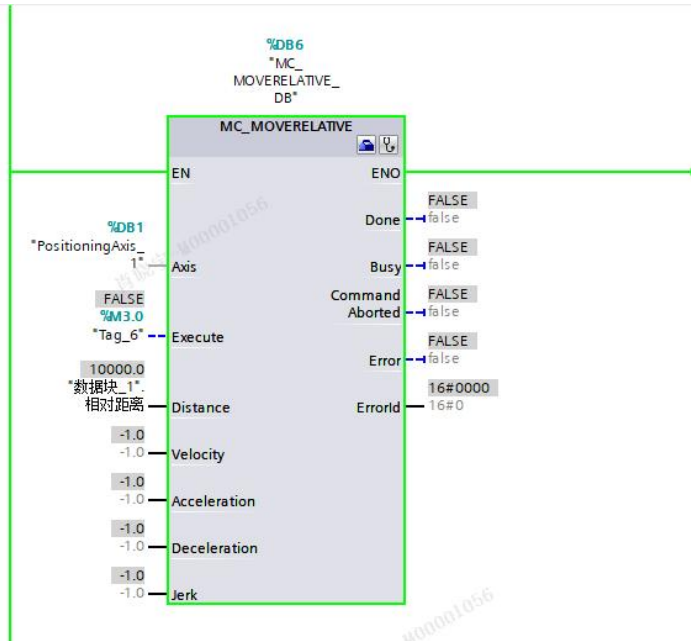 %DB6
"MC_
MOVERELATIVE_
DB"
MC_MOVERELATIVE
EN
ENO
%DB1
"PositioningAxis_
1"
Axis
FALSE
%M3.0
"Tag_6"
Execute
10000.0
"数据块_1".
相对距离
Distance
-1.0
-1.0
Velocity
-1.0
-1.0
Acceleration
-1.0
-1.0
Deceleration
-1.0
-1.0
Jerk
Done
FALSE
false
Busy
FALSE
false
Command
Aborted
FALSE
false
Error
FALSE
false
ErrorId
16#0000
16#0
M00001056
M00001056